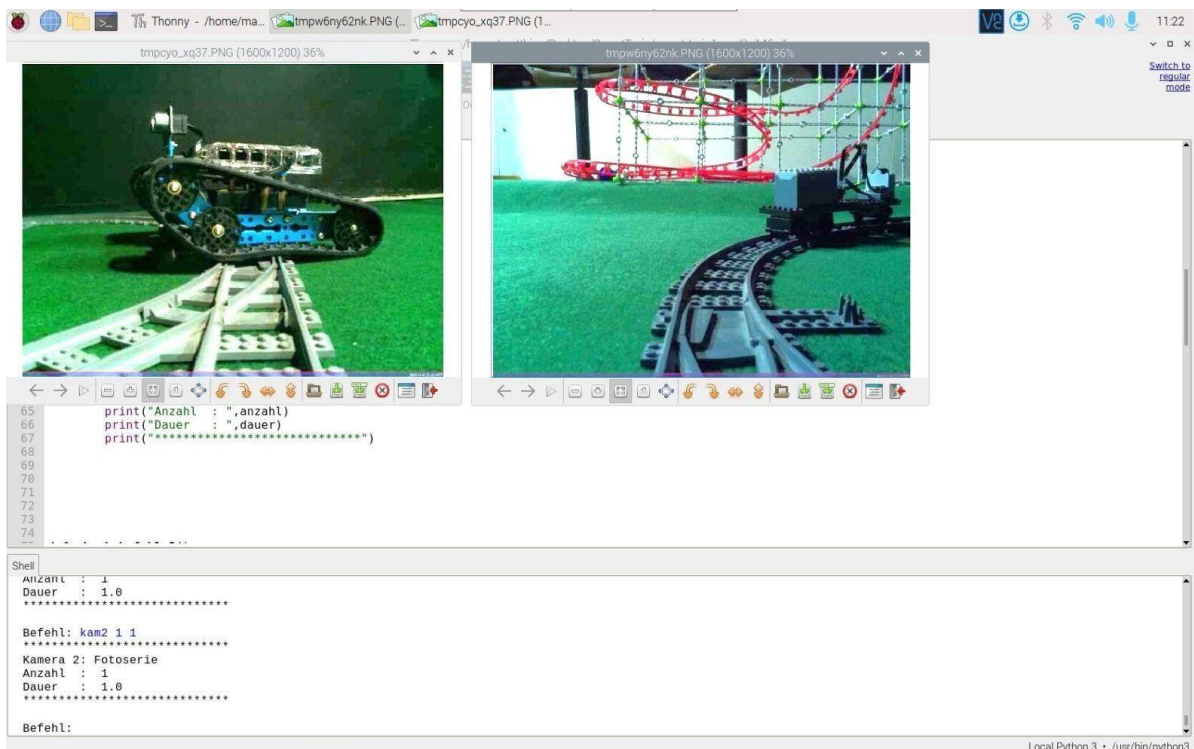 Thonny - /home/ma...
tmpw6ny62nk.PNG (...
tmpcyo_xq37.PNG (1...
11:22
Switch to
regular
mode
tmpcyo_xq37.PNG (1600x1200) 36%
tmpw6ny62nk.PNG (1600x1200) 36%
65 print("Anzahl : ",anzahl)
66 print("Dauer : ",dauer)
67 print("*****************************")
68
69
70
71
72
73
74
Shell
Anzahl : 1
Dauer : 1.0
*****************************
Befehl: kam2 1 1
*****************************
Kamera 2: Fotoserie
Anzahl : 1
Dauer : 1.0
*****************************
Befehl:
Local Python 3 • /usr/bin/python3